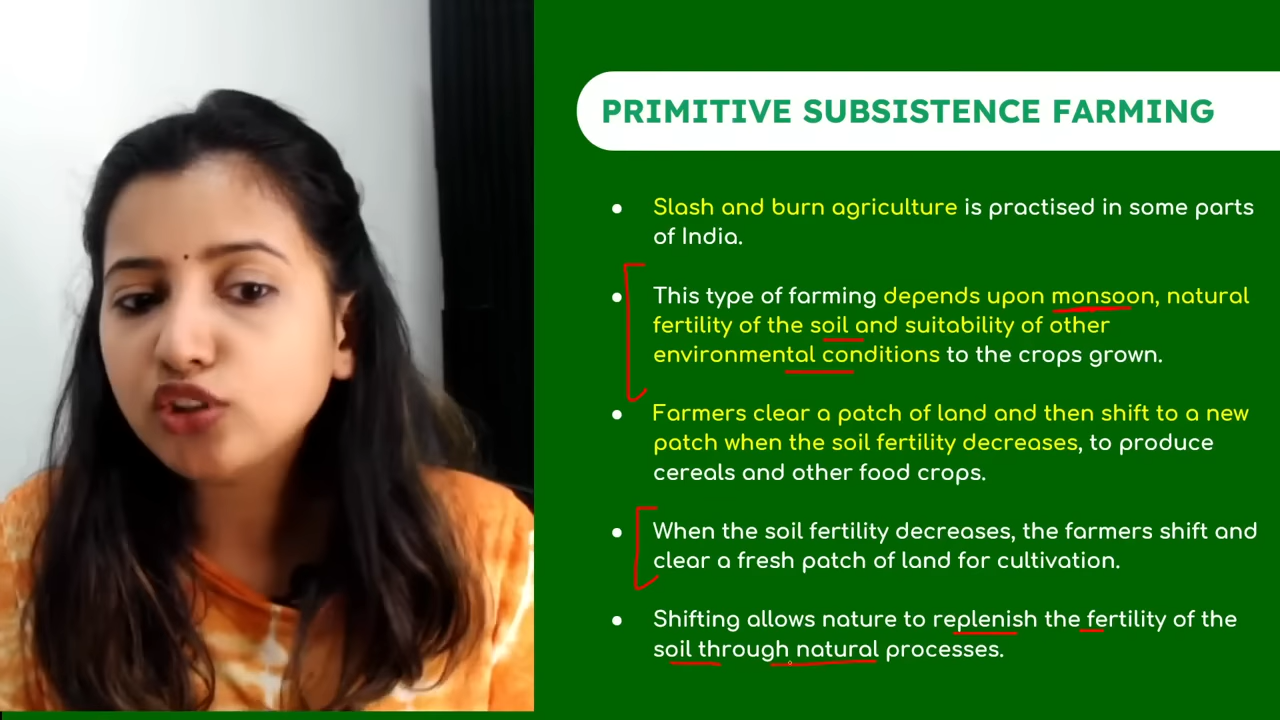 PRIMITIVE SUBSISTENCE FARMING
● Slash and burn agriculture is practised in some parts
of India.
● This type of farming depends upon monsoon, natural
fertility of the soil and suitability of other
environmental conditions to the crops grown.
● Farmers clear a patch of land and then shift to a new
patch when the soil fertility decreases, to produce
cereals and other food crops.
● When the soil fertility decreases, the farmers shift and
clear a fresh patch of land for cultivation.
● Shifting allows nature to replenish the fertility of the
soil through natural processes.